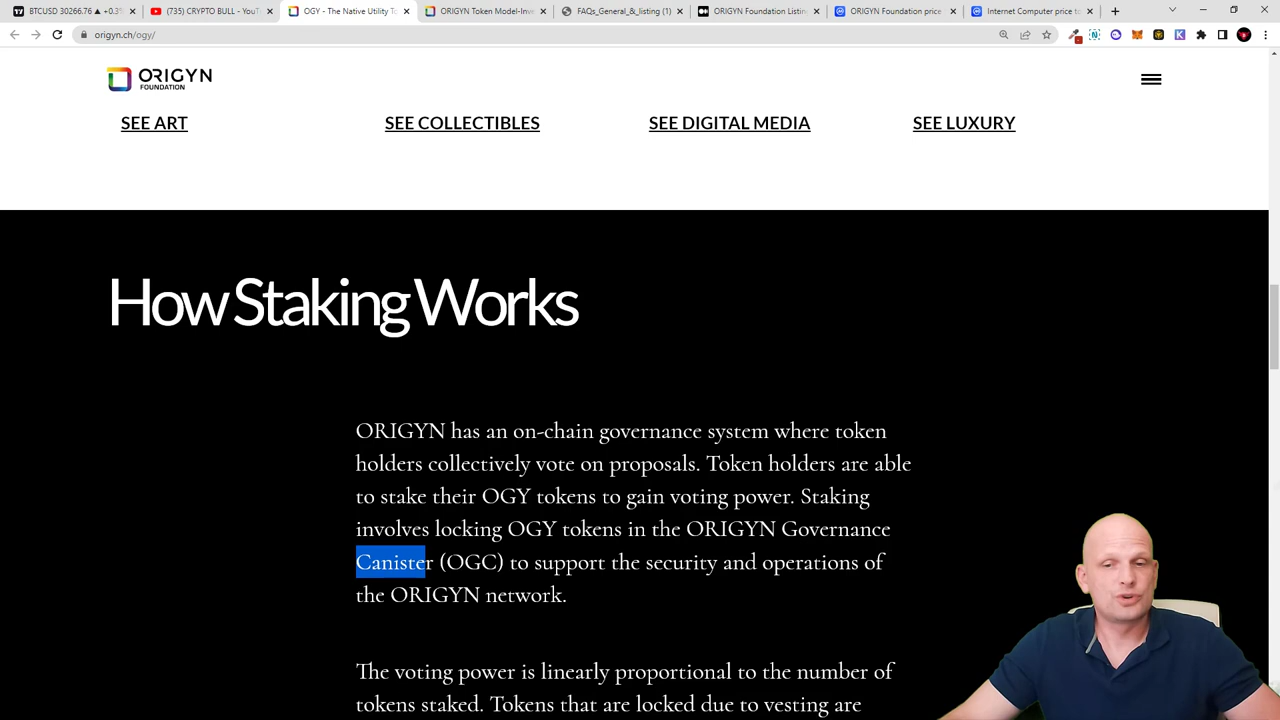 BTCUSD 30266.76 ▲ +0.3
(735) CRYPTO BULL - YouT
OGY - The Native Utility To
ORIGYN Token Model-Inv
FAQs_General_&_listing (1)
ORIGYN Foundation Listin
ORIGYN Foundation price
Internet Computer price to
origyn.ch/ogy/
ORIGYN
FOUNDATION
SEE ART
SEE COLLECTIBLES
SEE DIGITAL MEDIA
SEE LUXURY
How Staking Works
ORIGYN has an on-chain governance system where token
holders collectively vote on proposals. Token holders are able
to stake their OGY tokens to gain voting power. Staking
involves locking OGY tokens in the ORIGYN Governance
Canister (OGC) to support the security and operations of
the ORIGYN network.
The voting power is linearly proportional to the number of
tokens staked. Tokens that are locked due to vesting are